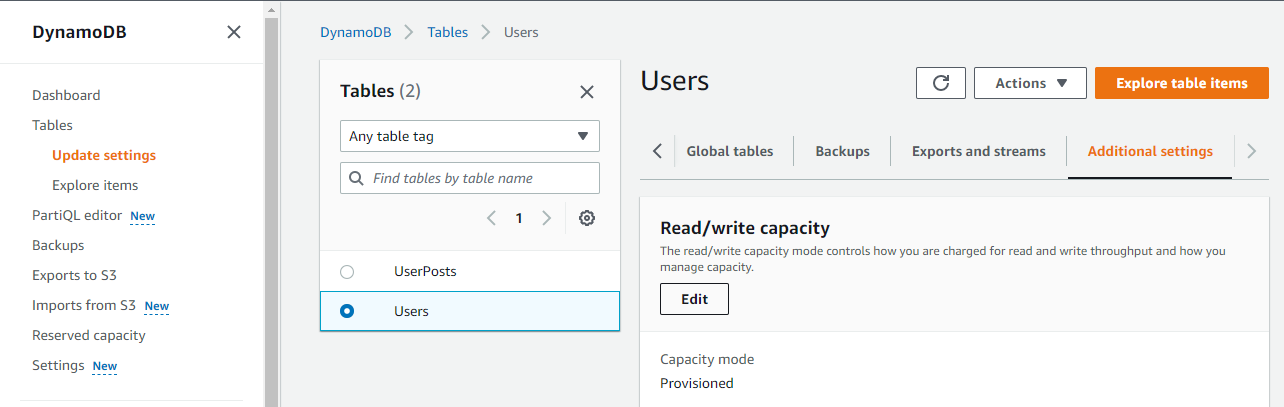 DynamoDB
Dashboard
Tables
Update settings
Explore items
PartiQL editor New
Backups
Exports to S3
Imports from S3 New
Reserved capacity
Settings New
DynamoDB Tables Users
Tables (2)
Any table tag
Find tables by table name
1
UserPosts
Users
Users
Actions
Explore table items
Global tables
Backups
Exports and streams
Additional settings
Read/write capacity
The read/write capacity mode controls how you are charged for read and write throughput and how you
manage capacity.
Edit
Capacity mode
Provisioned